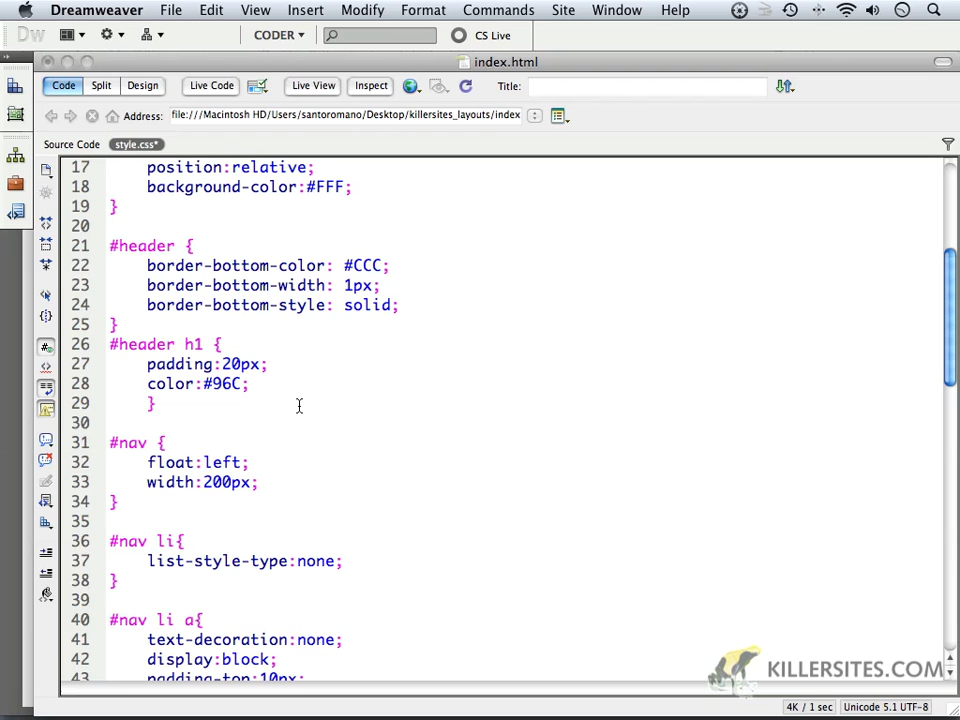 Dreamweaver File Edit View Insert Modify Format Commands Site Window Help
Dw CODER CS Live
index.html
Code Split Design Live Code Live View Inspect Title:
Address: file:///Macintosh HD/Users/santoromano/Desktop/killersites_layouts/index
Source Code style.css*
17 position:relative;
18 background-color:#FFF;
19 }
20
21 #header {
22 border-bottom-color: #CCC;
23 border-bottom-width: 1px;
24 border-bottom-style: solid;
25 }
26 #header h1 {
27 padding:20px;
28 color:#96C;
29 }
30
31 #nav {
32 float:left;
33 width:200px;
34 }
35
36 #nav li{
37 list-style-type:none;
38 }
39
40 #nav li a{
41 text-decoration:none;
42 display:block;
43 padding-top:10px;
KILLERSITES.COM
4K / 1 sec Unicode 5.1 UTF-8